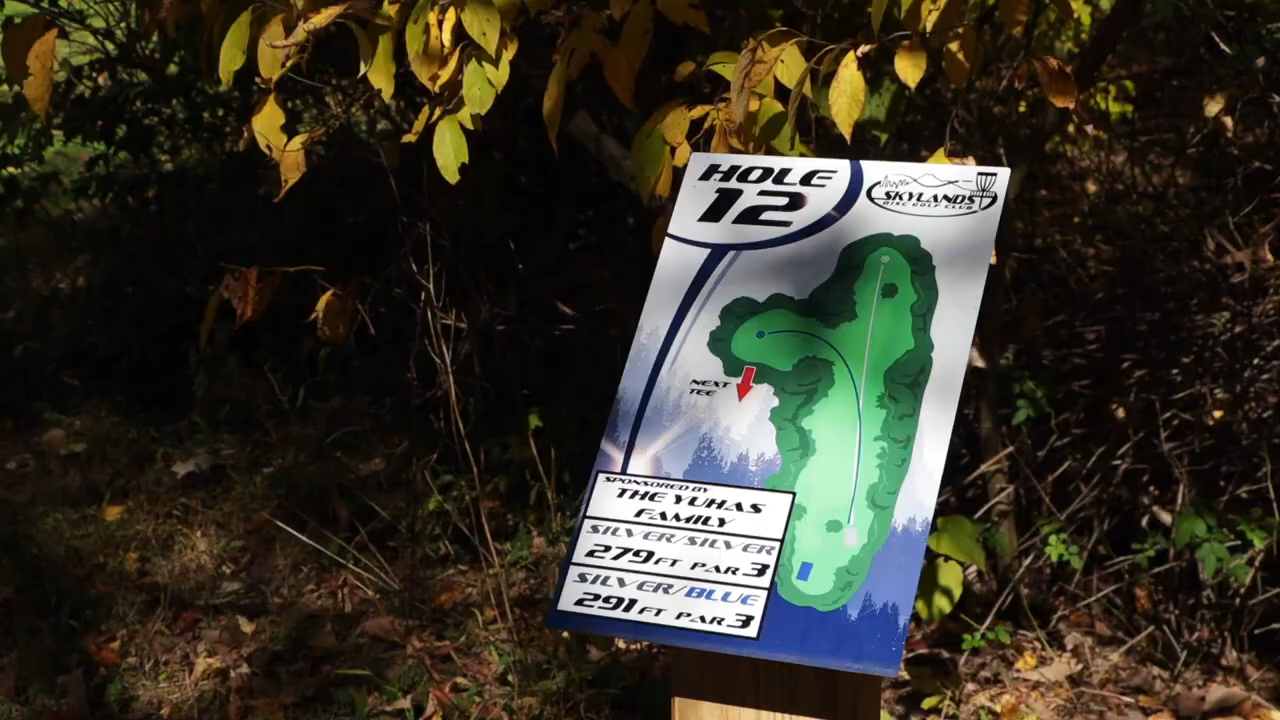 HOLE
12
SKYLANDS
DISC GOLF CLUB
NEXT
TEE
SPONSORED BY
THE YUHAS
FAMILY
SILVER/SILVER
279FT PAR 3
SILVER/BLUE
291FT PAR 3